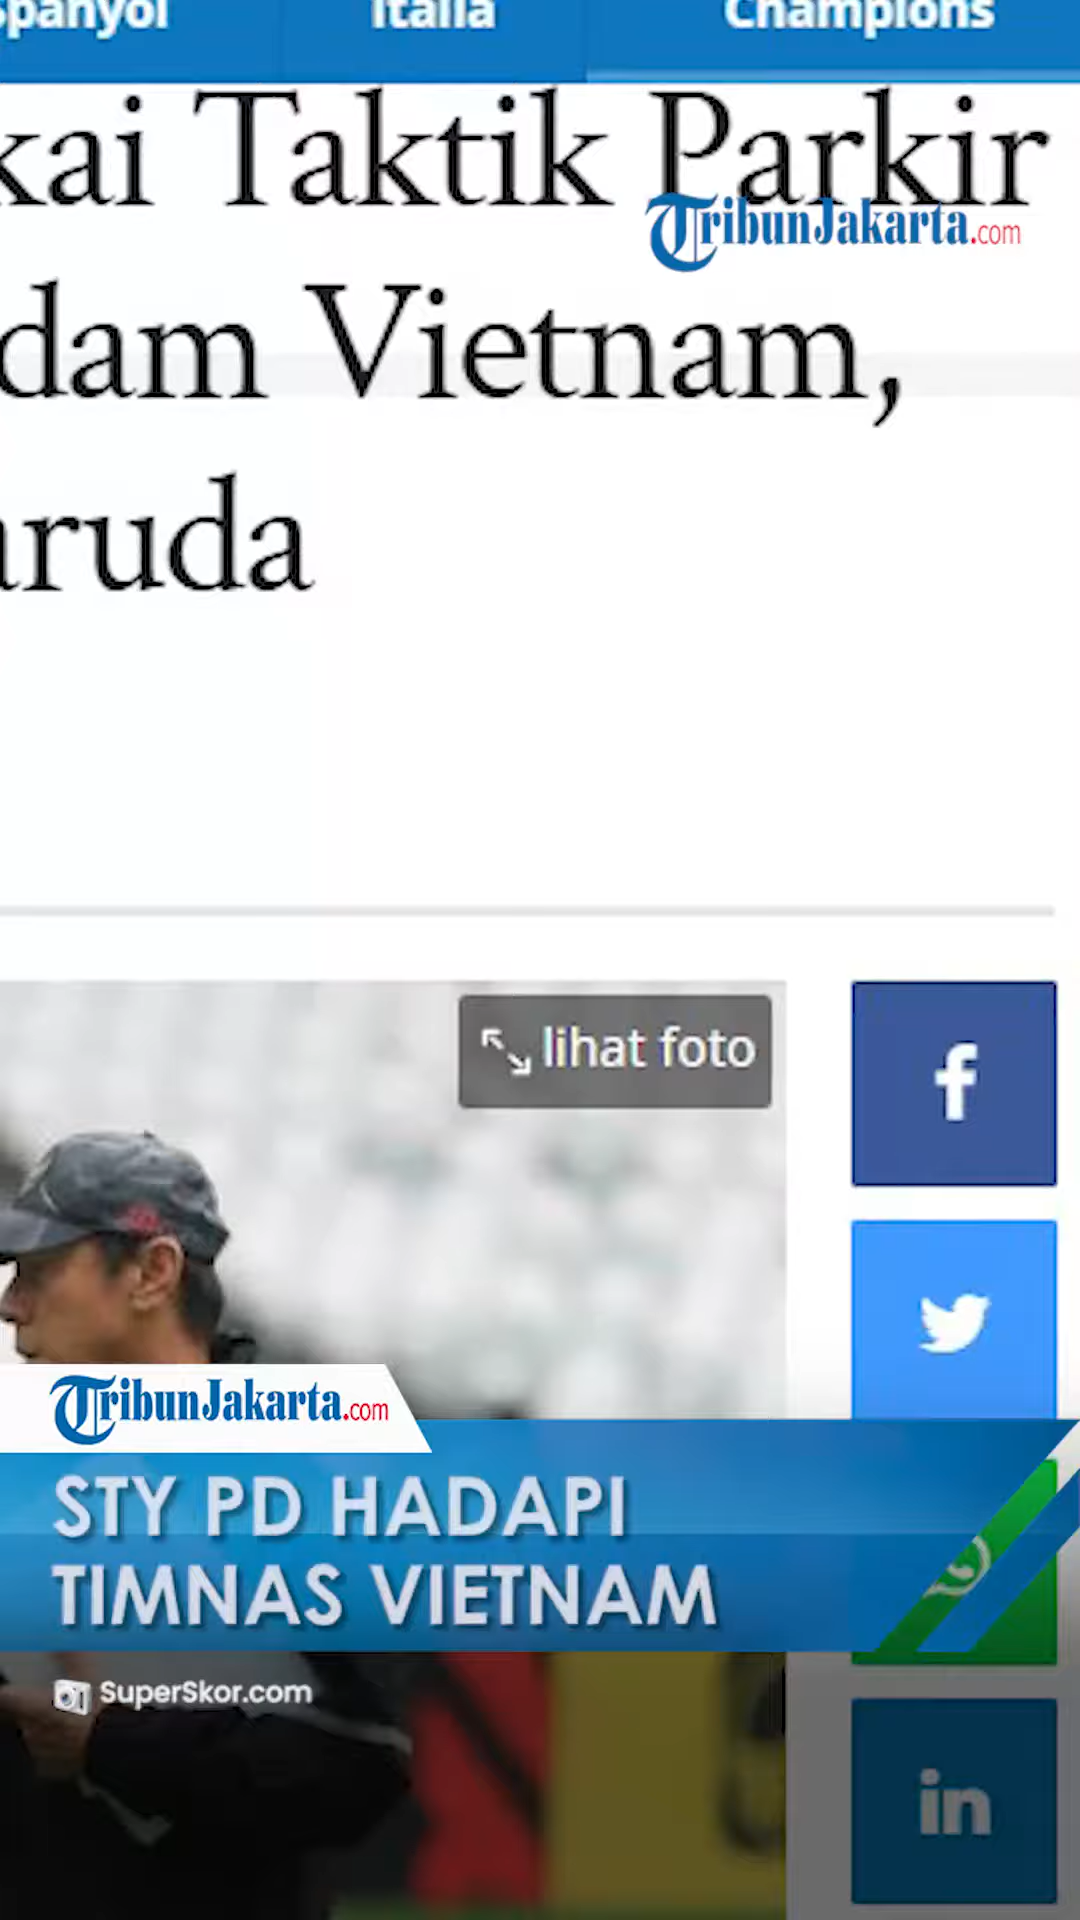 Spanyol Italia Champions
kai Taktik Parkir
TribunJakarta.com
dam Vietnam,
aruda
lihat foto
TribunJakarta.com
STY PD HADAPI
TIMNAS VIETNAM
SuperSkor.com